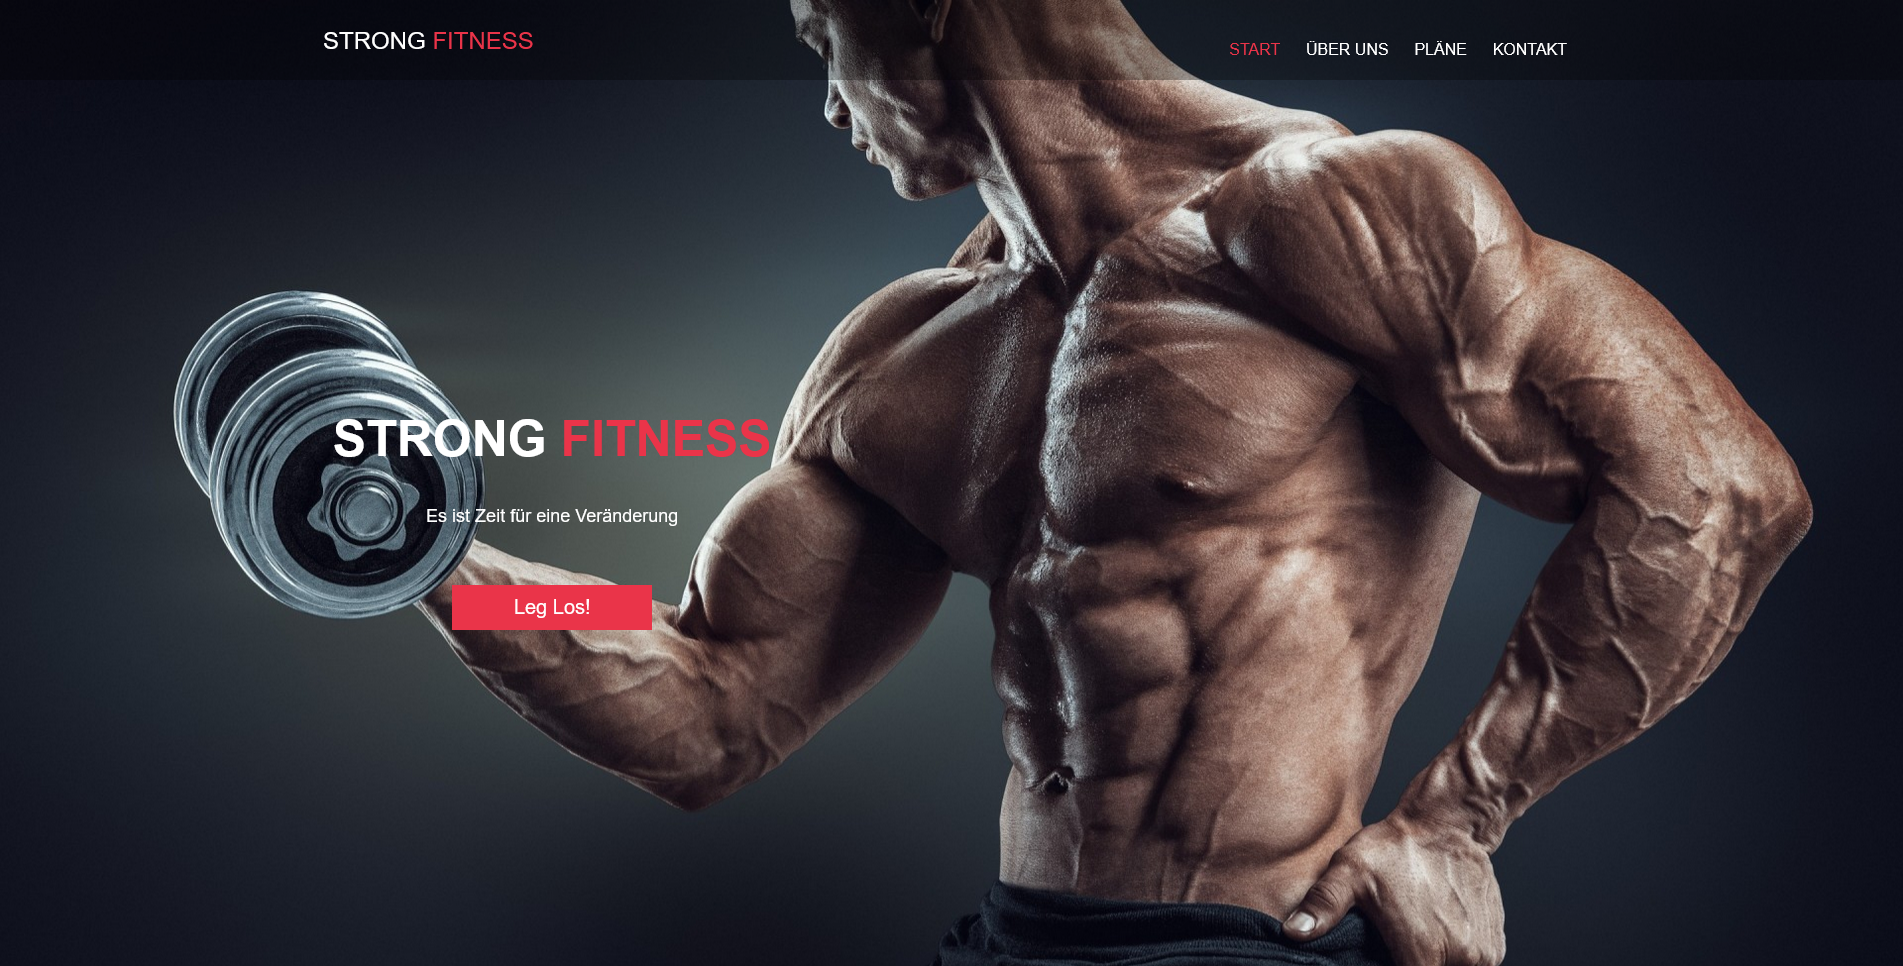 STRONG FITNESS
START ÜBER UNS PLÄNE KONTAKT
STRONG FITNESS
Es ist Zeit für eine Veränderung
Leg Los!